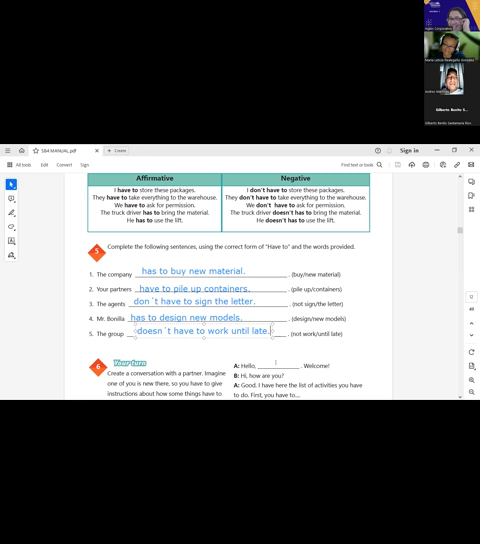 SB4 MANUAL.pdf
Create
Sign in
All tools Edit Convert Sign
Find text or tools
Affirmative Negative
I have to store these packages. I don't have to store these packages.
They have to take everything to the warehouse. They don't have to take everything to the warehouse.
We have to ask for permission. We don't have to ask for permission.
The truck driver has to bring the material. The truck driver doesn't has to bring the material.
He has to use the lift. He doesn't has to use the lift.
Complete the following sentences, using the correct form of "Have to" and the words provided.
1. The company has to buy new material. . (buy/new material)
2. Your partners have to pile up containers. . (pile up/containers)
3. The agents don´t have to sign the letter. . (not sign/the letter)
4. Mr. Bonilla has to design new models. . (design/new models)
5. The group doesn´t have to work until late. . (not work/until late)
6 Your turn
Create a conversation with a partner. Imagine
one of you is new there, so you have to give
instructions about how some things have to
A: Hello, ____________ . Welcome!
B: Hi, how are you?
A: Good. I have here the list of activities you have
to do. First, you have to...